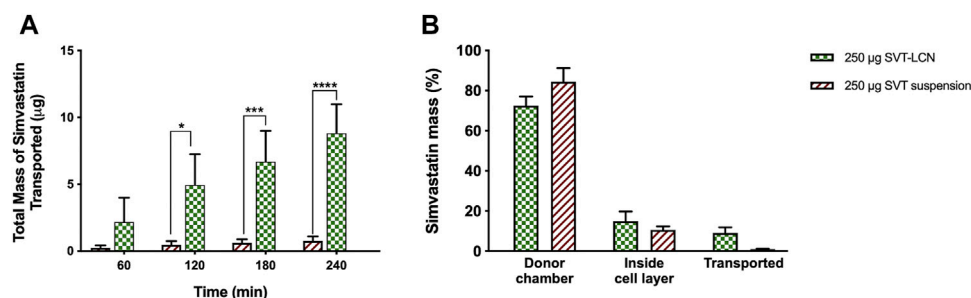 A
Total Mass of Simvastatin
Transported (μg)
15
10
5
0
*
***
****
60
120
180
240
Time (min)
B
Simvastatin mass (%)
100
80
60
40
20
0
Donor
chamber
Inside
cell layer
Transported
250 μg SVT-LCN
250 μg SVT suspension